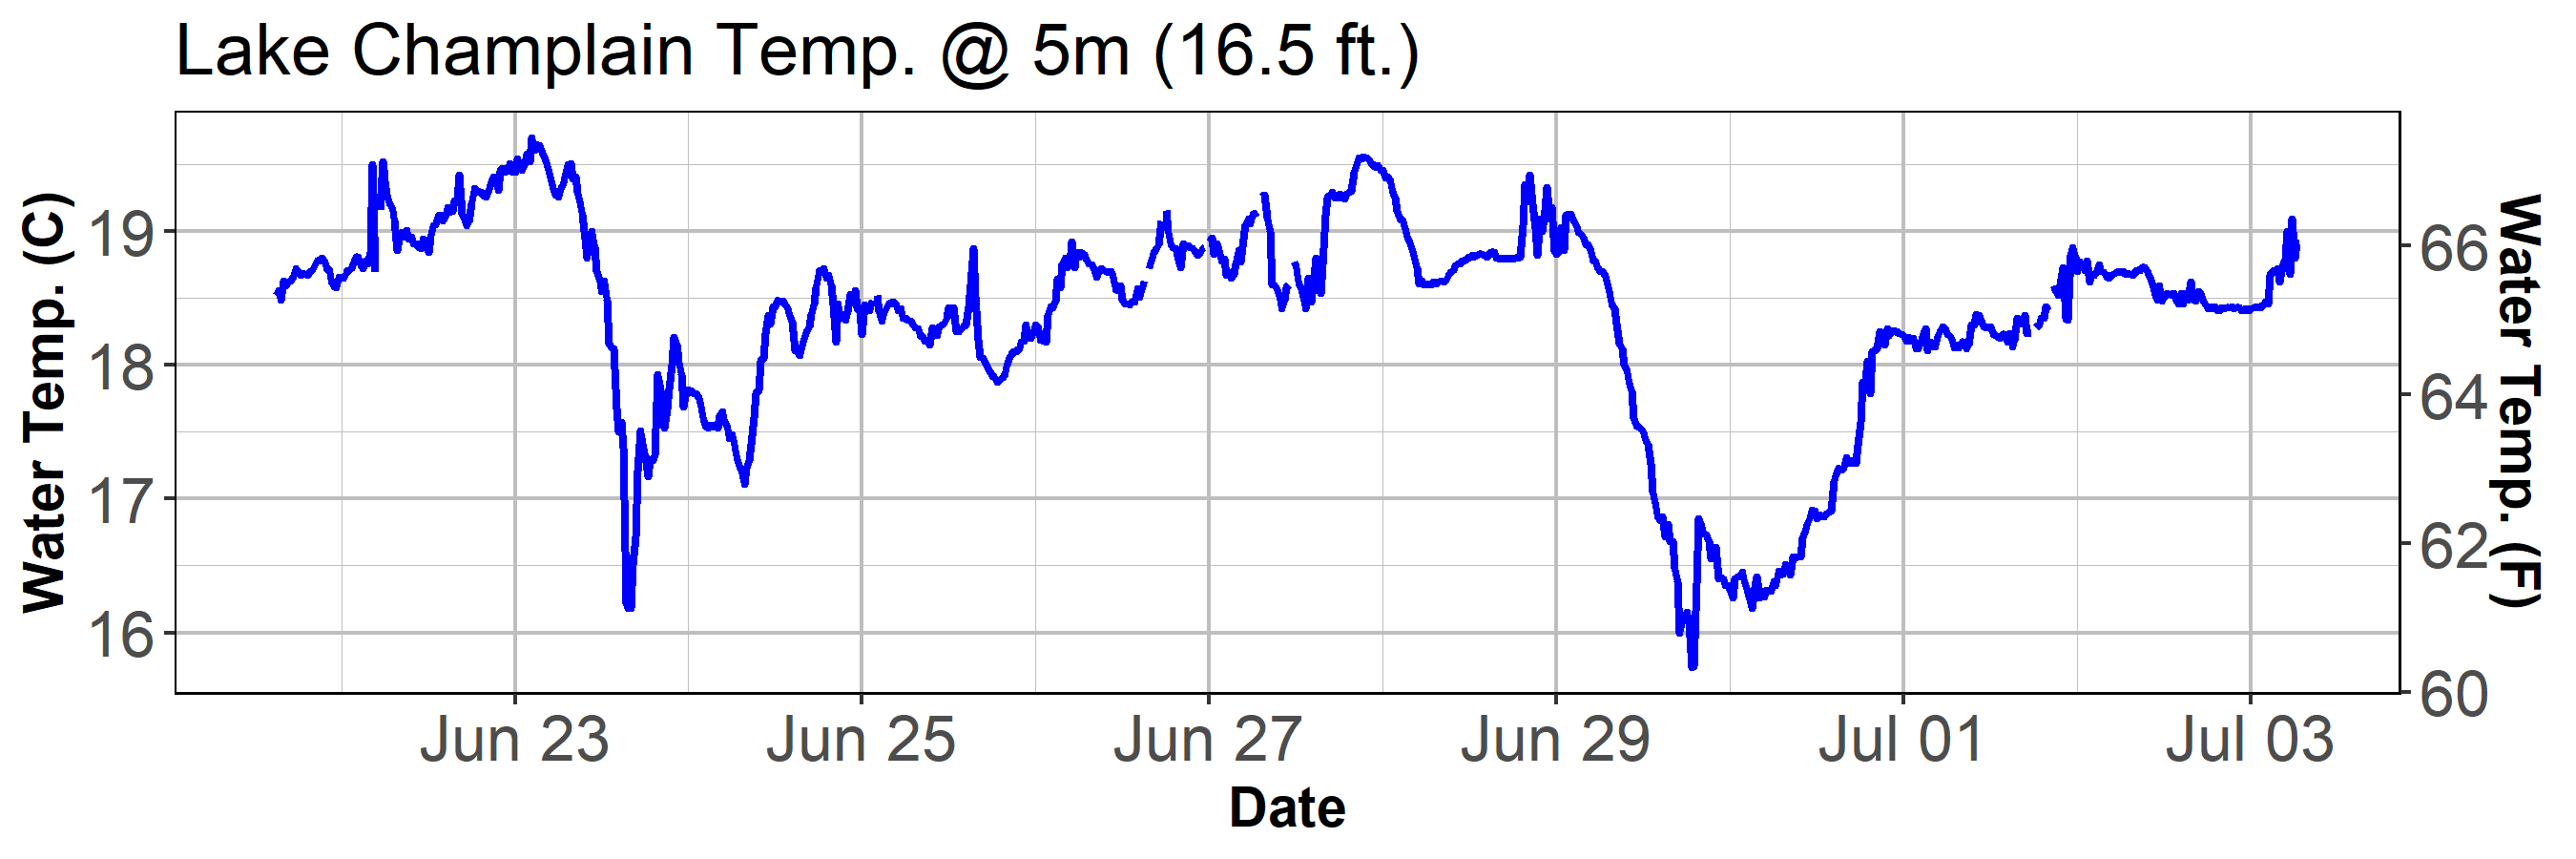 Lake Champlain Temp. @ 5m (16.5 ft.)
Water Temp. (C)
19
18
17
16
66
64
62
60
Water Temp. (F)
Jun 23
Jun 25
Jun 27
Jun 29
Jul 01
Jul 03
Date